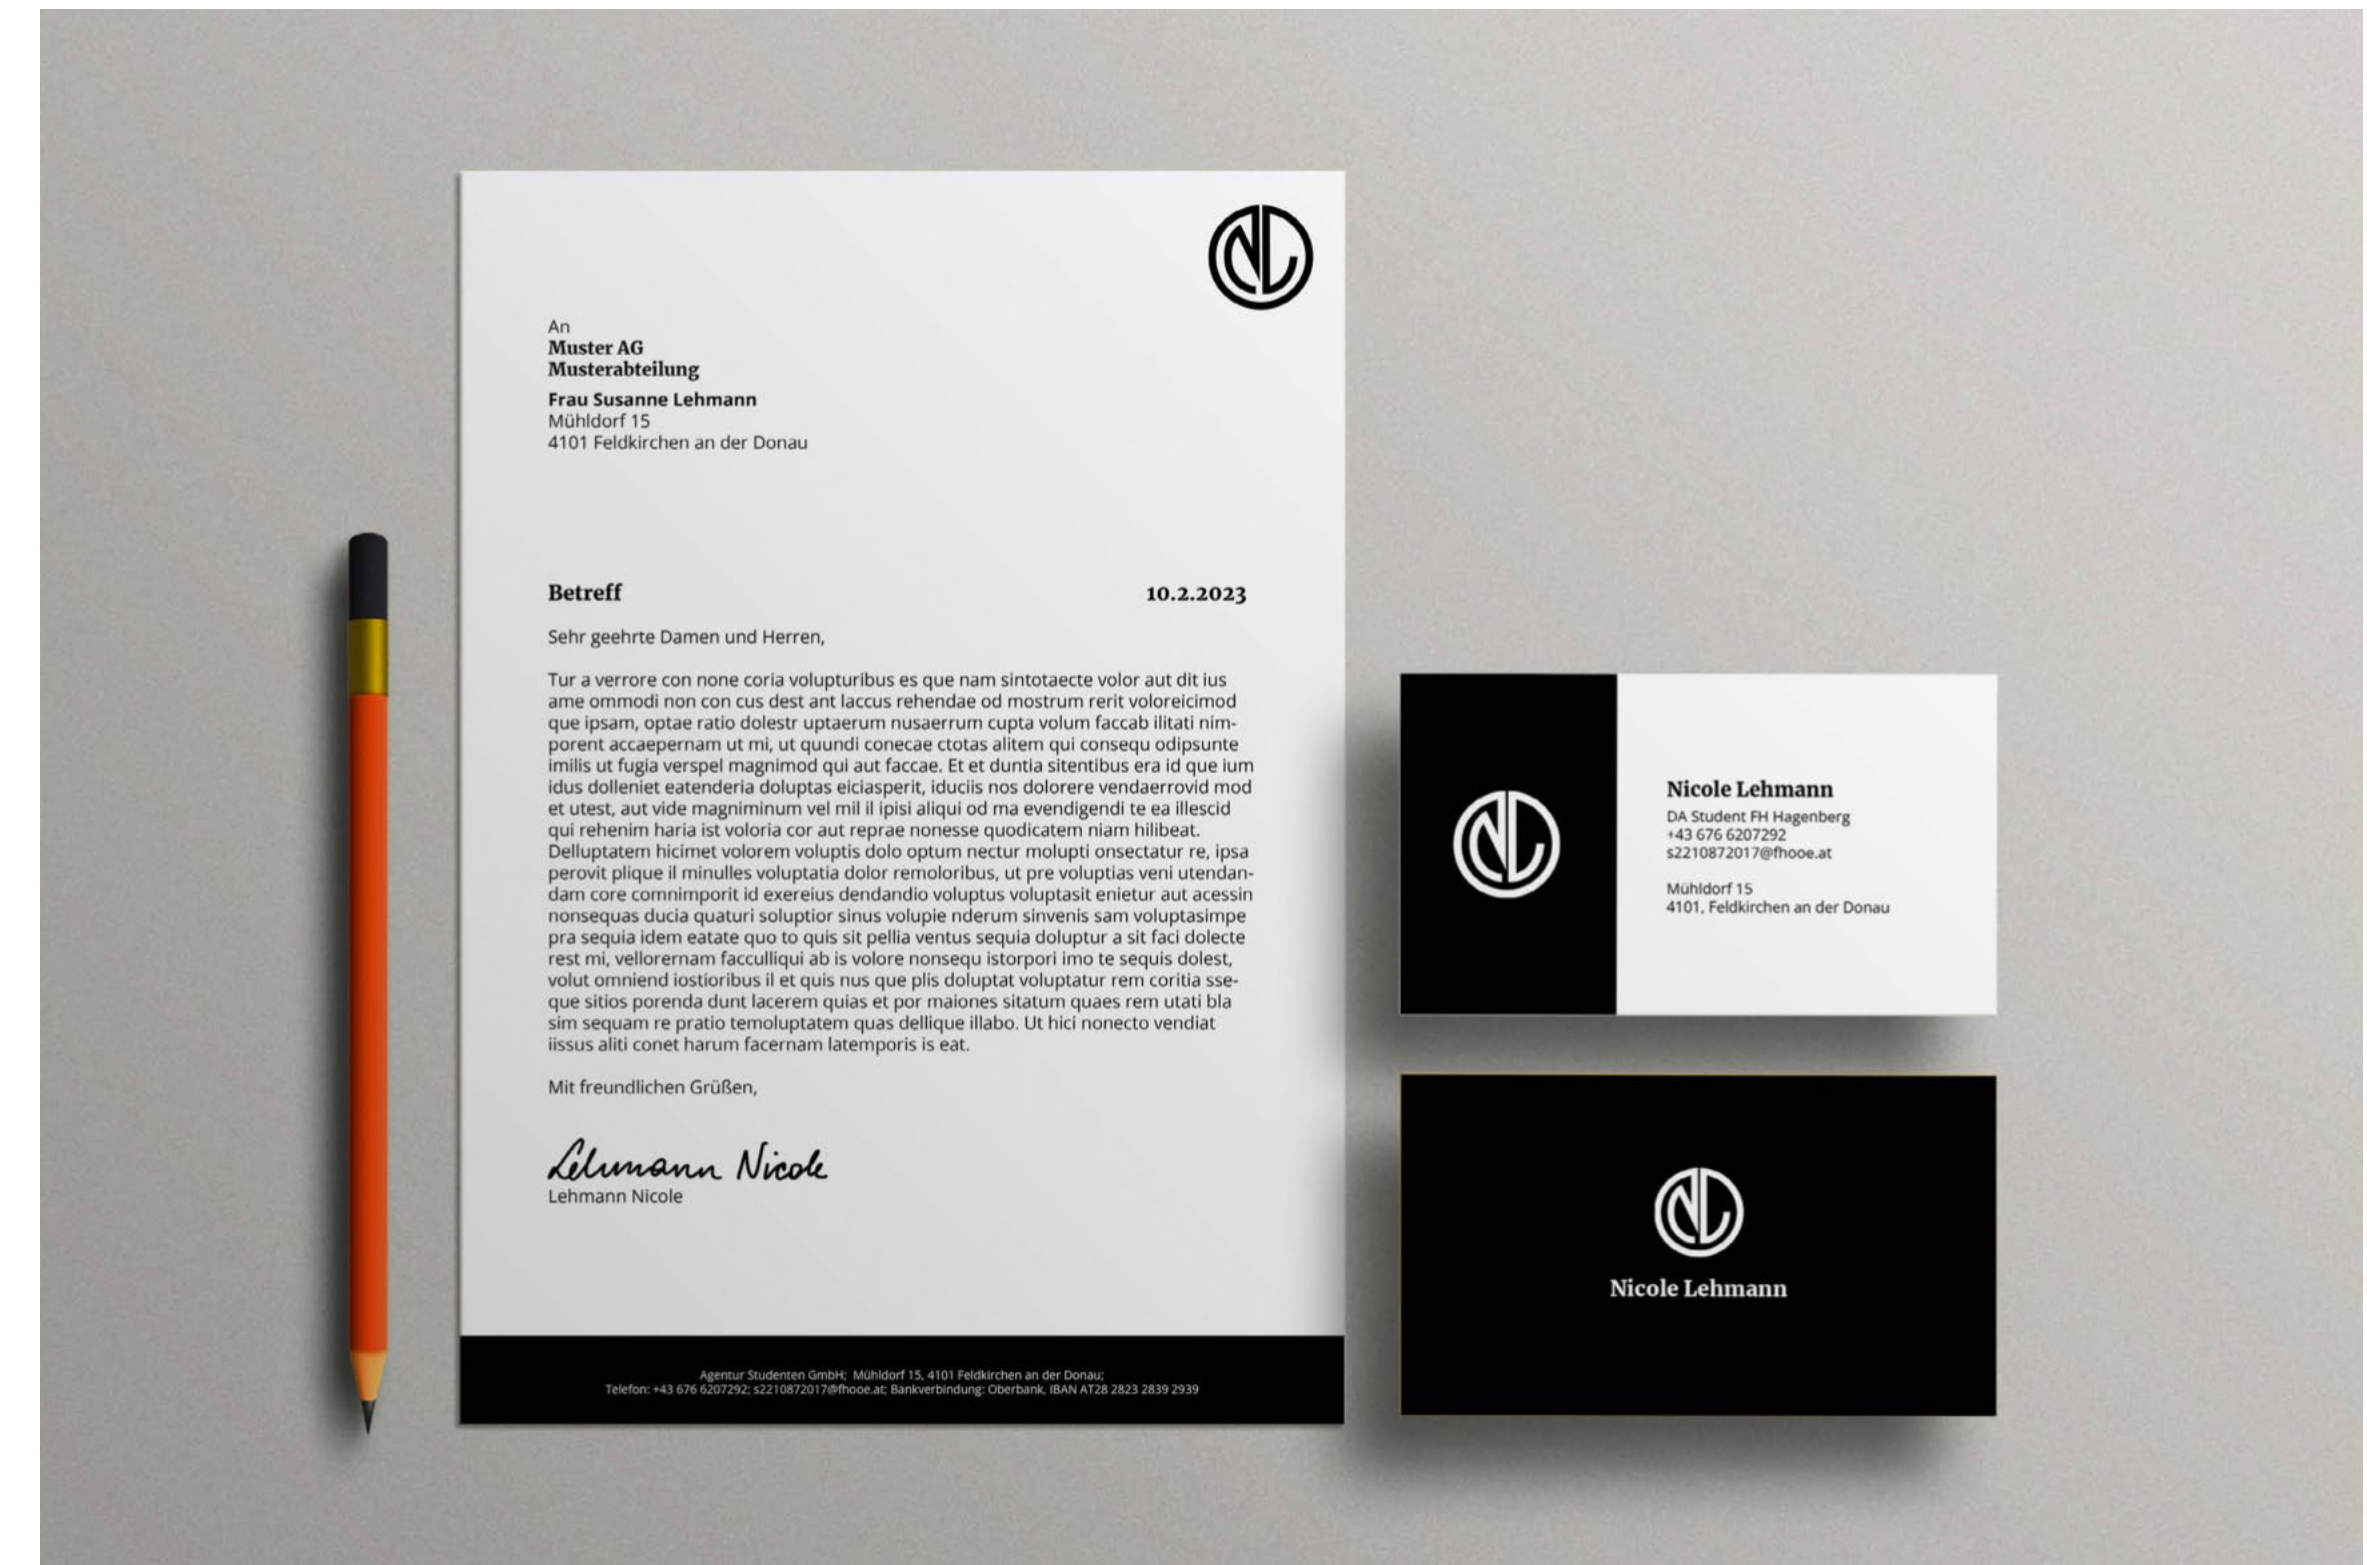 NL
An
Muster AG
Musterabteilung
Frau Susanne Lehmann
Mühldorf 15
4101 Feldkirchen an der Donau
Betreff
10.2.2023
Sehr geehrte Damen und Herren,
Tur a verrore con none coria volupturibus es que nam sintotaecte volor aut dit ius
ame ommodi non con cus dest ant laccus rehendae od mostrum rerit voloreicimod
que ipsam, optae ratio dolestr uptaerum nusaerrum cupta volum faccab ilitati nim-
porent accaepernam ut mi, ut quundi conecae ctotas alitem qui consequ odipsunte
imilis ut fugia verspel magnimod qui aut faccae. Et et duntia sitentibus era id que ium
idus dolleniet eatenderia doluptas eiciasperit, iduciis nos dolorere vendaerrovid mod
et utest, aut vide magniminum vel mil il ipisi aliqui od ma evendigendi te ea illescid
qui rehenim haria ist voloria cor aut reprae nonesse quodicatem niam hilibeat.
Delluptatem hicimet volorem voluptis dolo optum nectur molupti onsectatur re, ipsa
perovit plique il minulles voluptatia dolor remoloribus, ut pre voluptias veni utendan-
dam core comnimporit id exereius dendandio voluptus voluptasit enietur aut acessin
nonsequas ducia quaturi soluptior sinus volupie nderum sinvenis sam voluptasimpe
pra sequia idem eatate quo to quis sit pellia ventus sequia doluptur a sit faci dolecte
rest mi, vellorernam facculliqui ab is volore nonsequ istorpori imo te sequis dolest,
volut omniend iostioribus il et quis nus que plis doluptat voluptatur rem coritia sse-
que sitios porenda dunt lacerem quias et por maiones sitatum quaes rem utati bla
sim sequam re pratio temoluptatem quas dellique illabo. Ut hici nonecto vendiat
iissus aliti conet harum facernam latemporis is eat.
Mit freundlichen Grüßen,
Lehmann Nicole
Lehmann Nicole
Agentur Studenten GmbH; Mühldorf 15, 4101 Feldkirchen an der Donau;
Telefon: +43 676 6207292; s2210872017@fhooe.at; Bankverbindung: Oberbank, IBAN AT28 2823 2839 2939
NL
Nicole Lehmann
DA Student FH Hagenberg
+43 676 6207292
s2210872017@fhooe.at
Mühldorf 15
4101, Feldkirchen an der Donau
NL
Nicole Lehmann